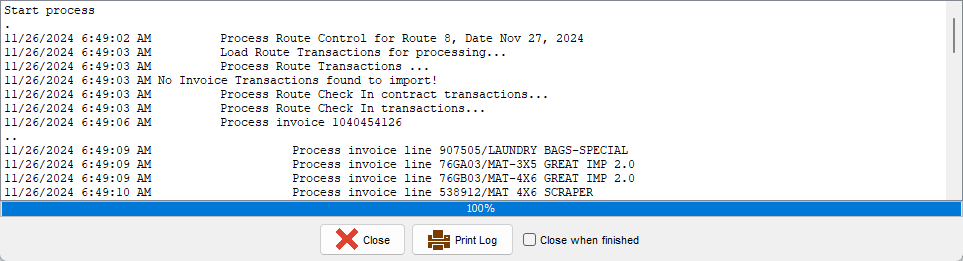 Start process
.
11/26/2024 6:49:02 AM Process Route Control for Route 8, Date Nov 27, 2024
11/26/2024 6:49:03 AM Load Route Transactions for processing...
11/26/2024 6:49:03 AM Process Route Transactions ...
11/26/2024 6:49:03 AM No Invoice Transactions found to import!
11/26/2024 6:49:03 AM Process Route Check In contract transactions...
11/26/2024 6:49:03 AM Process Route Check In transactions...
11/26/2024 6:49:06 AM Process invoice 1040454126
..
11/26/2024 6:49:09 AM Process invoice line 907505/LAUNDRY BAGS-SPECIAL
11/26/2024 6:49:09 AM Process invoice line 76GA03/MAT-3X5 GREAT IMP 2.0
11/26/2024 6:49:09 AM Process invoice line 76GB03/MAT-4X6 GREAT IMP 2.0
11/26/2024 6:49:10 AM Process invoice line 538912/MAT 4X6 SCRAPER
100%
Close Print Log Close when finished